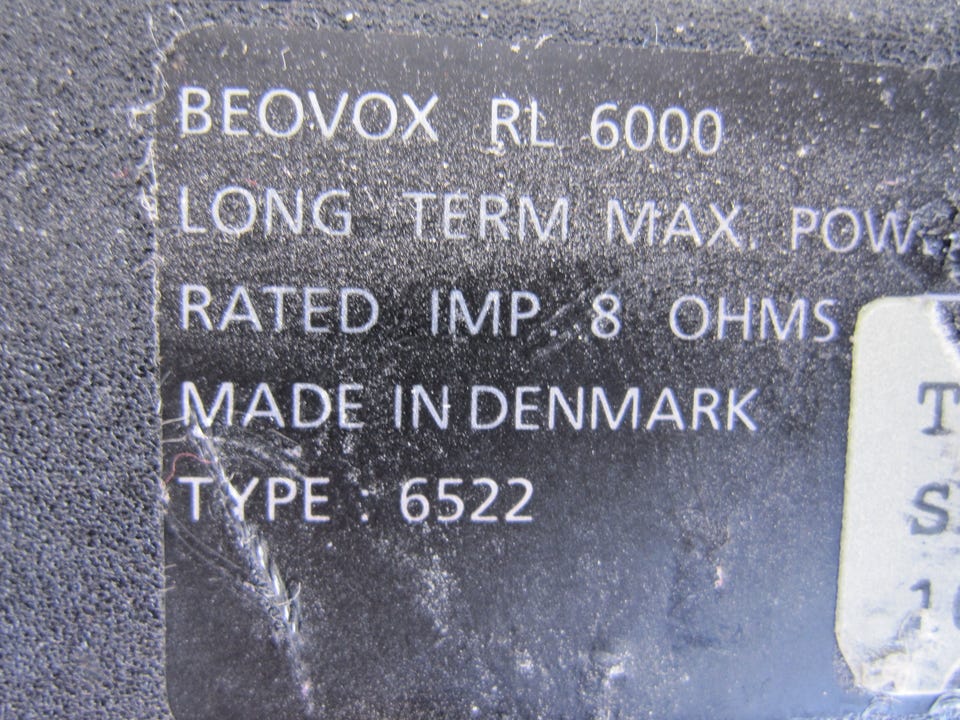 BEOVOX RL 6000
LONG TERM MAX. POW.
RATED IMP. 8 OHMS
MADE IN DENMARK
TYPE : 6522